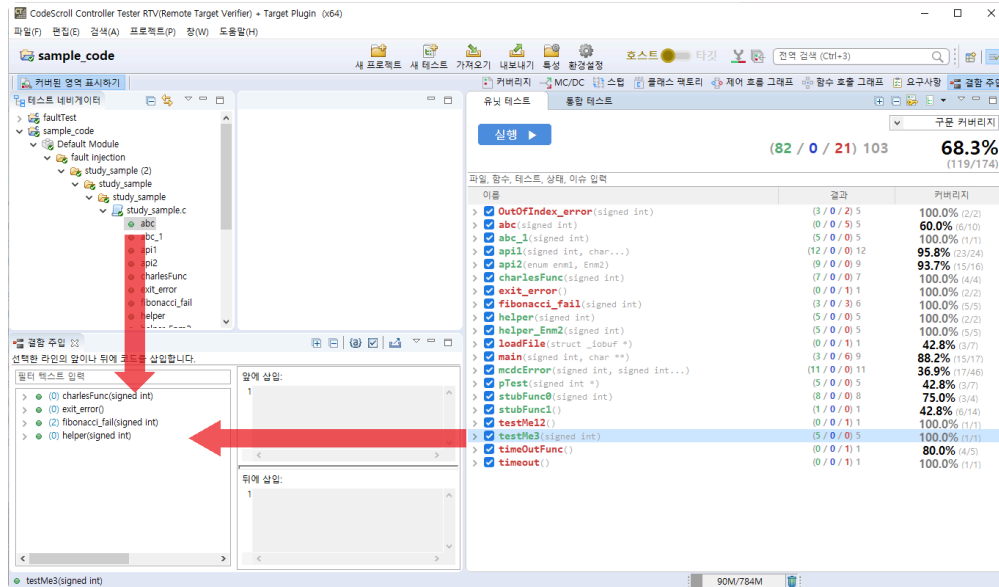 CodeScroll Controller Tester RTV(Remote Target Verifier) + Target Plugin (x64)
파일(F) 편집(E) 검색(A) 프로젝트(P) 창(W) 도움말(H)
sample_code
새 프로젝트 새 테스트 가져오기 내보내기 특성 환경설정
호스트 타깃
전역 검색 (Ctrl+3)
커버된 영역 표시하기
커버리지 MC/DC 스텁 클래스 팩토리 제어 흐름 그래프 함수 호출 그래프 요구사항 결함 주입
테스트 네비게이터
faultTest
sample_code
Default Module
fault injection
study_sample (2)
study_sample
study_sample
study_sample.c
abc
abc_1
api1
api2
charlesFunc
exit_error
fibonacci_fail
helper
helper_Enm2
결함 주입
선택한 라인의 앞이나 뒤에 코드를 삽입합니다.
필터 텍스트 입력
(0) charlesFunc(signed int)
(0) exit_error()
(2) fibonacci_fail(signed int)
(0) helper(signed int)
앞에 삽입:
1
뒤에 삽입:
1
유닛 테스트 통합 테스트
실행
구문 커버리지
(82 / 0 / 21) 103
68.3%
(119/174)
파일, 함수, 테스트, 상태, 이슈 입력
이름 결과 커버리지
OutOfIndex_error(signed int) (3 / 0 / 2) 5 100.0% (2/2)
abc(signed int) (0 / 0 / 5) 5 60.0% (6/10)
abc_1(signed int) (5 / 0 / 0) 5 100.0% (1/1)
api1(signed int, char...) (12 / 0 / 0) 12 95.8% (23/24)
api2(enum enm1, Enm2) (9 / 0 / 0) 9 93.7% (15/16)
charlesFunc(signed int) (7 / 0 / 0) 7 100.0% (4/4)
exit_error() (0 / 0 / 1) 1 100.0% (2/2)
fibonacci_fail(signed int) (3 / 0 / 3) 6 100.0% (5/5)
helper(signed int) (5 / 0 / 0) 5 100.0% (2/2)
helper_Enm2(signed int) (5 / 0 / 0) 5 100.0% (5/5)
loadFile(struct _iobuf *) (0 / 0 / 1) 1 42.8% (3/7)
main(signed int, char **) (3 / 0 / 6) 9 88.2% (15/17)
mcdcError(signed int, signed int...) (11 / 0 / 0) 11 36.9% (17/46)
pTest(signed int *) (5 / 0 / 0) 5 42.8% (3/7)
stubFunc0(signed int) (8 / 0 / 0) 8 75.0% (3/4)
stubFunc1() (1 / 0 / 0) 1 42.8% (6/14)
testMe12() (0 / 0 / 1) 1 100.0% (1/1)
testMe3(signed int) (5 / 0 / 0) 5 100.0% (1/1)
timeOutFunc() (0 / 0 / 1) 1 80.0% (4/5)
timeout() (0 / 0 / 1) 1 100.0% (1/1)
testMe3(signed int)
90M/784M